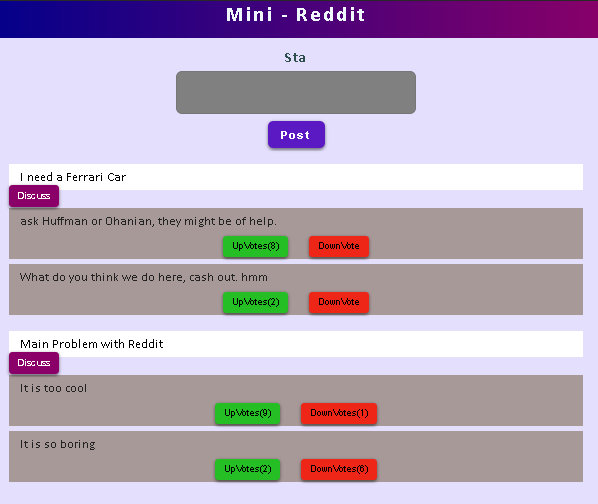 Mini - Reddit
Sta
Post
I need a Ferrari Car
Discuss
ask Huffman or Ohanian, they might be of help.
UpVotes(8) DownVote
What do you think we do here, cash out. hmm
UpVotes(2) DownVote
Main Problem with Reddit
Discuss
It is too cool
UpVotes(9) DownVotes(1)
It is so boring
UpVotes(2) DownVotes(6)